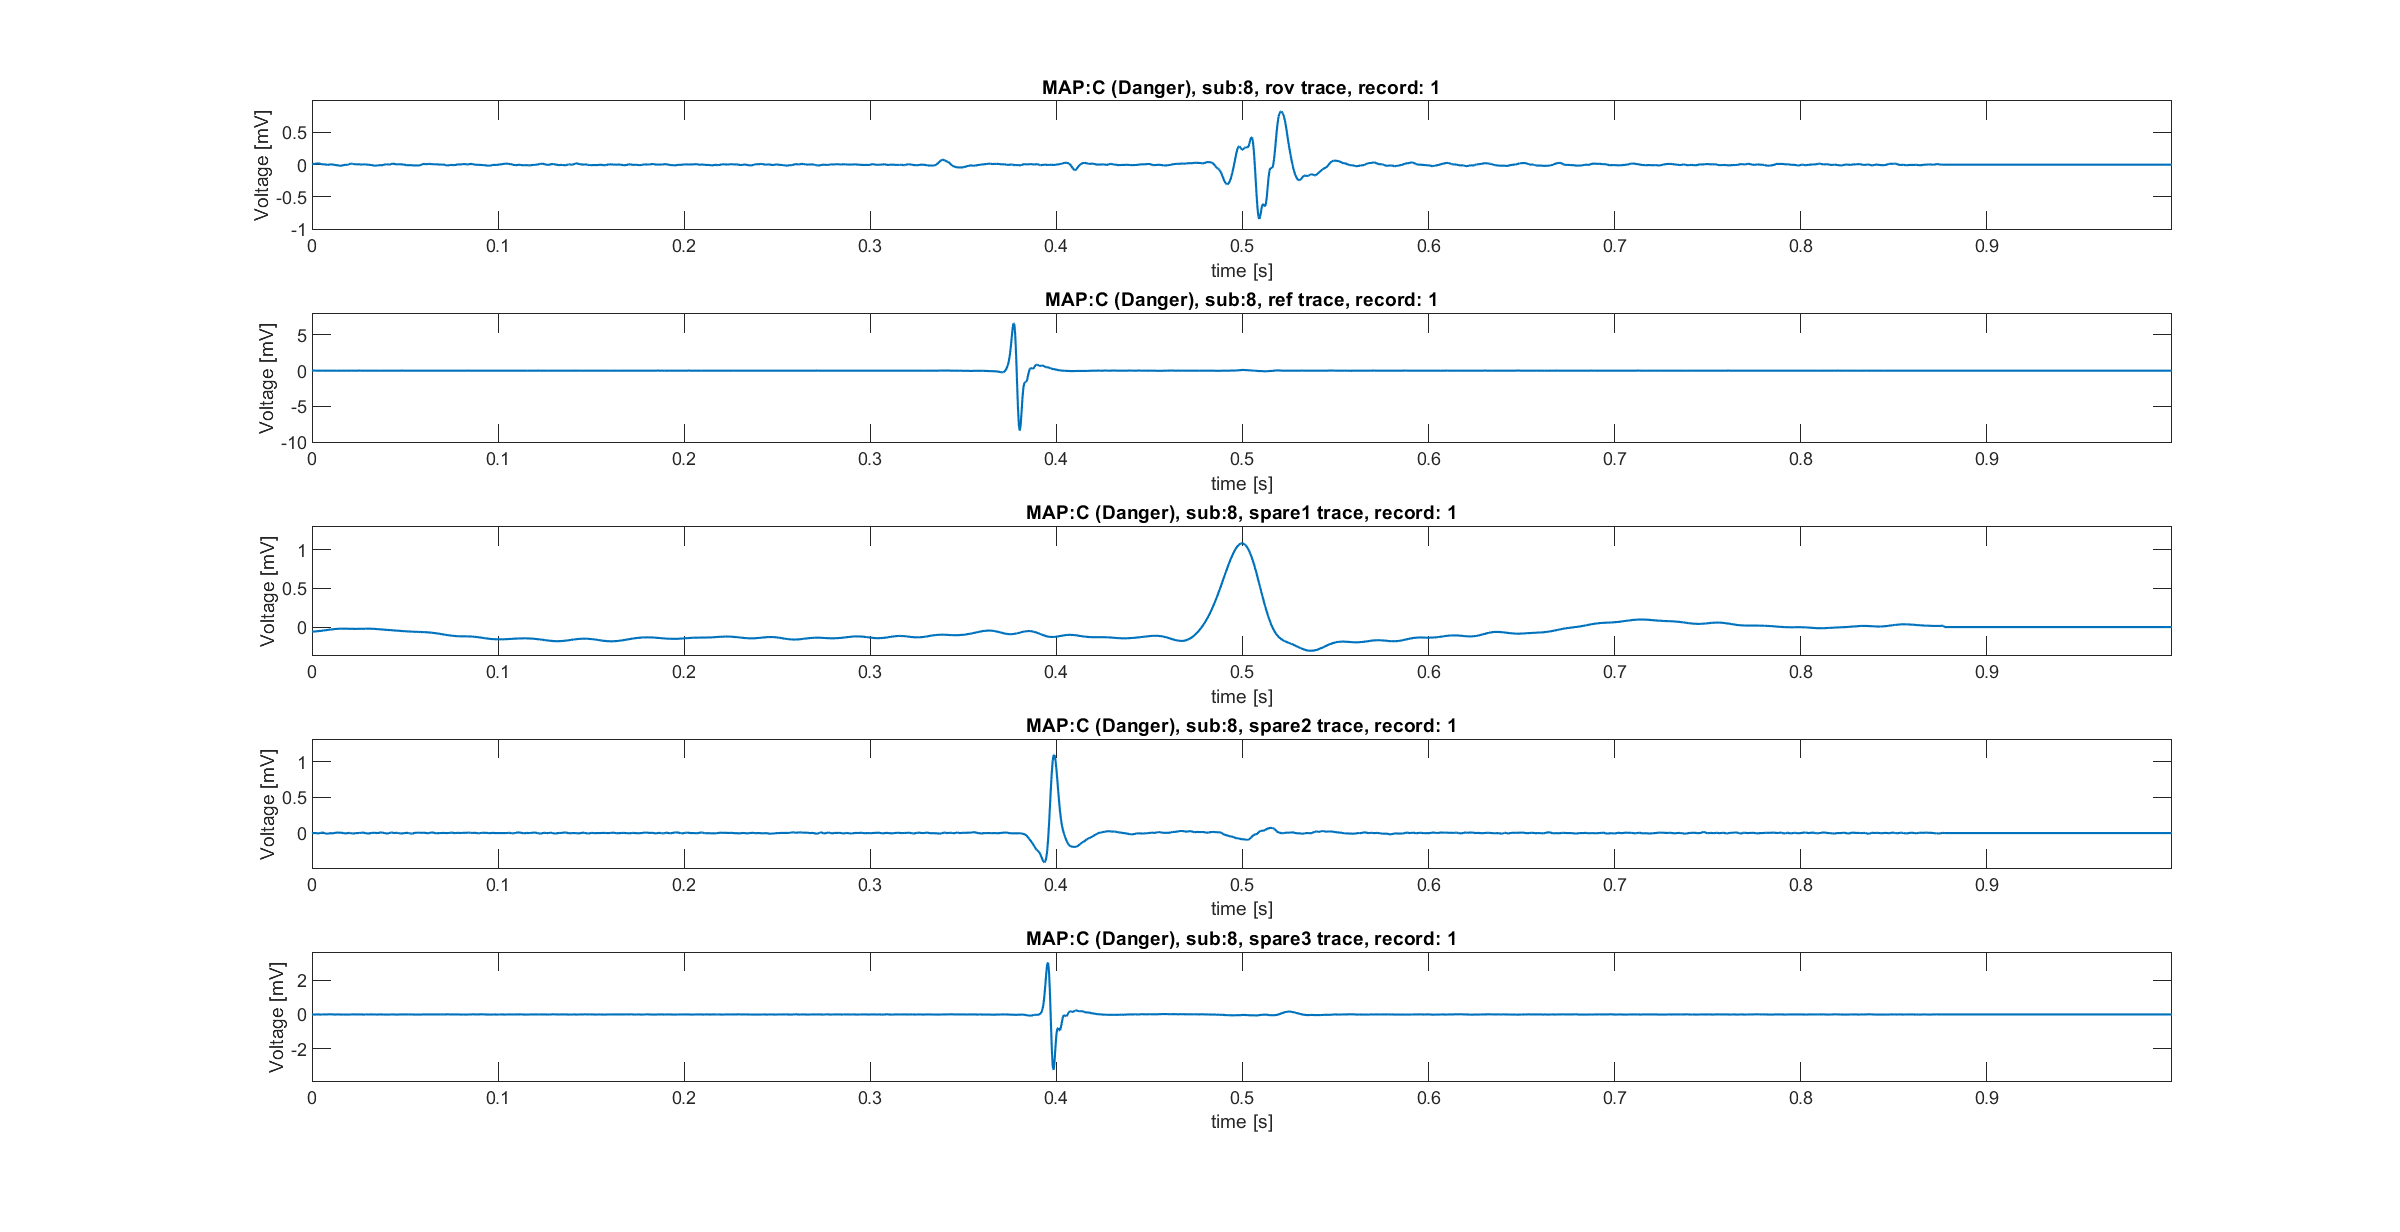 MAP:C (Danger), sub:8, rov trace, record: 1
Voltage [mV]
0.5
0
-0.5
-1
0 0.1 0.2 0.3 0.4 0.5 0.6 0.7 0.8 0.9
time [s]
MAP:C (Danger), sub:8, ref trace, record: 1
Voltage [mV]
5
0
-5
-10
0 0.1 0.2 0.3 0.4 0.5 0.6 0.7 0.8 0.9
time [s]
MAP:C (Danger), sub:8, spare1 trace, record: 1
Voltage [mV]
1
0.5
0
0 0.1 0.2 0.3 0.4 0.5 0.6 0.7 0.8 0.9
time [s]
MAP:C (Danger), sub:8, spare2 trace, record: 1
Voltage [mV]
1
0.5
0
0 0.1 0.2 0.3 0.4 0.5 0.6 0.7 0.8 0.9
time [s]
MAP:C (Danger), sub:8, spare3 trace, record: 1
Voltage [mV]
2
0
-2
0 0.1 0.2 0.3 0.4 0.5 0.6 0.7 0.8 0.9
time [s]